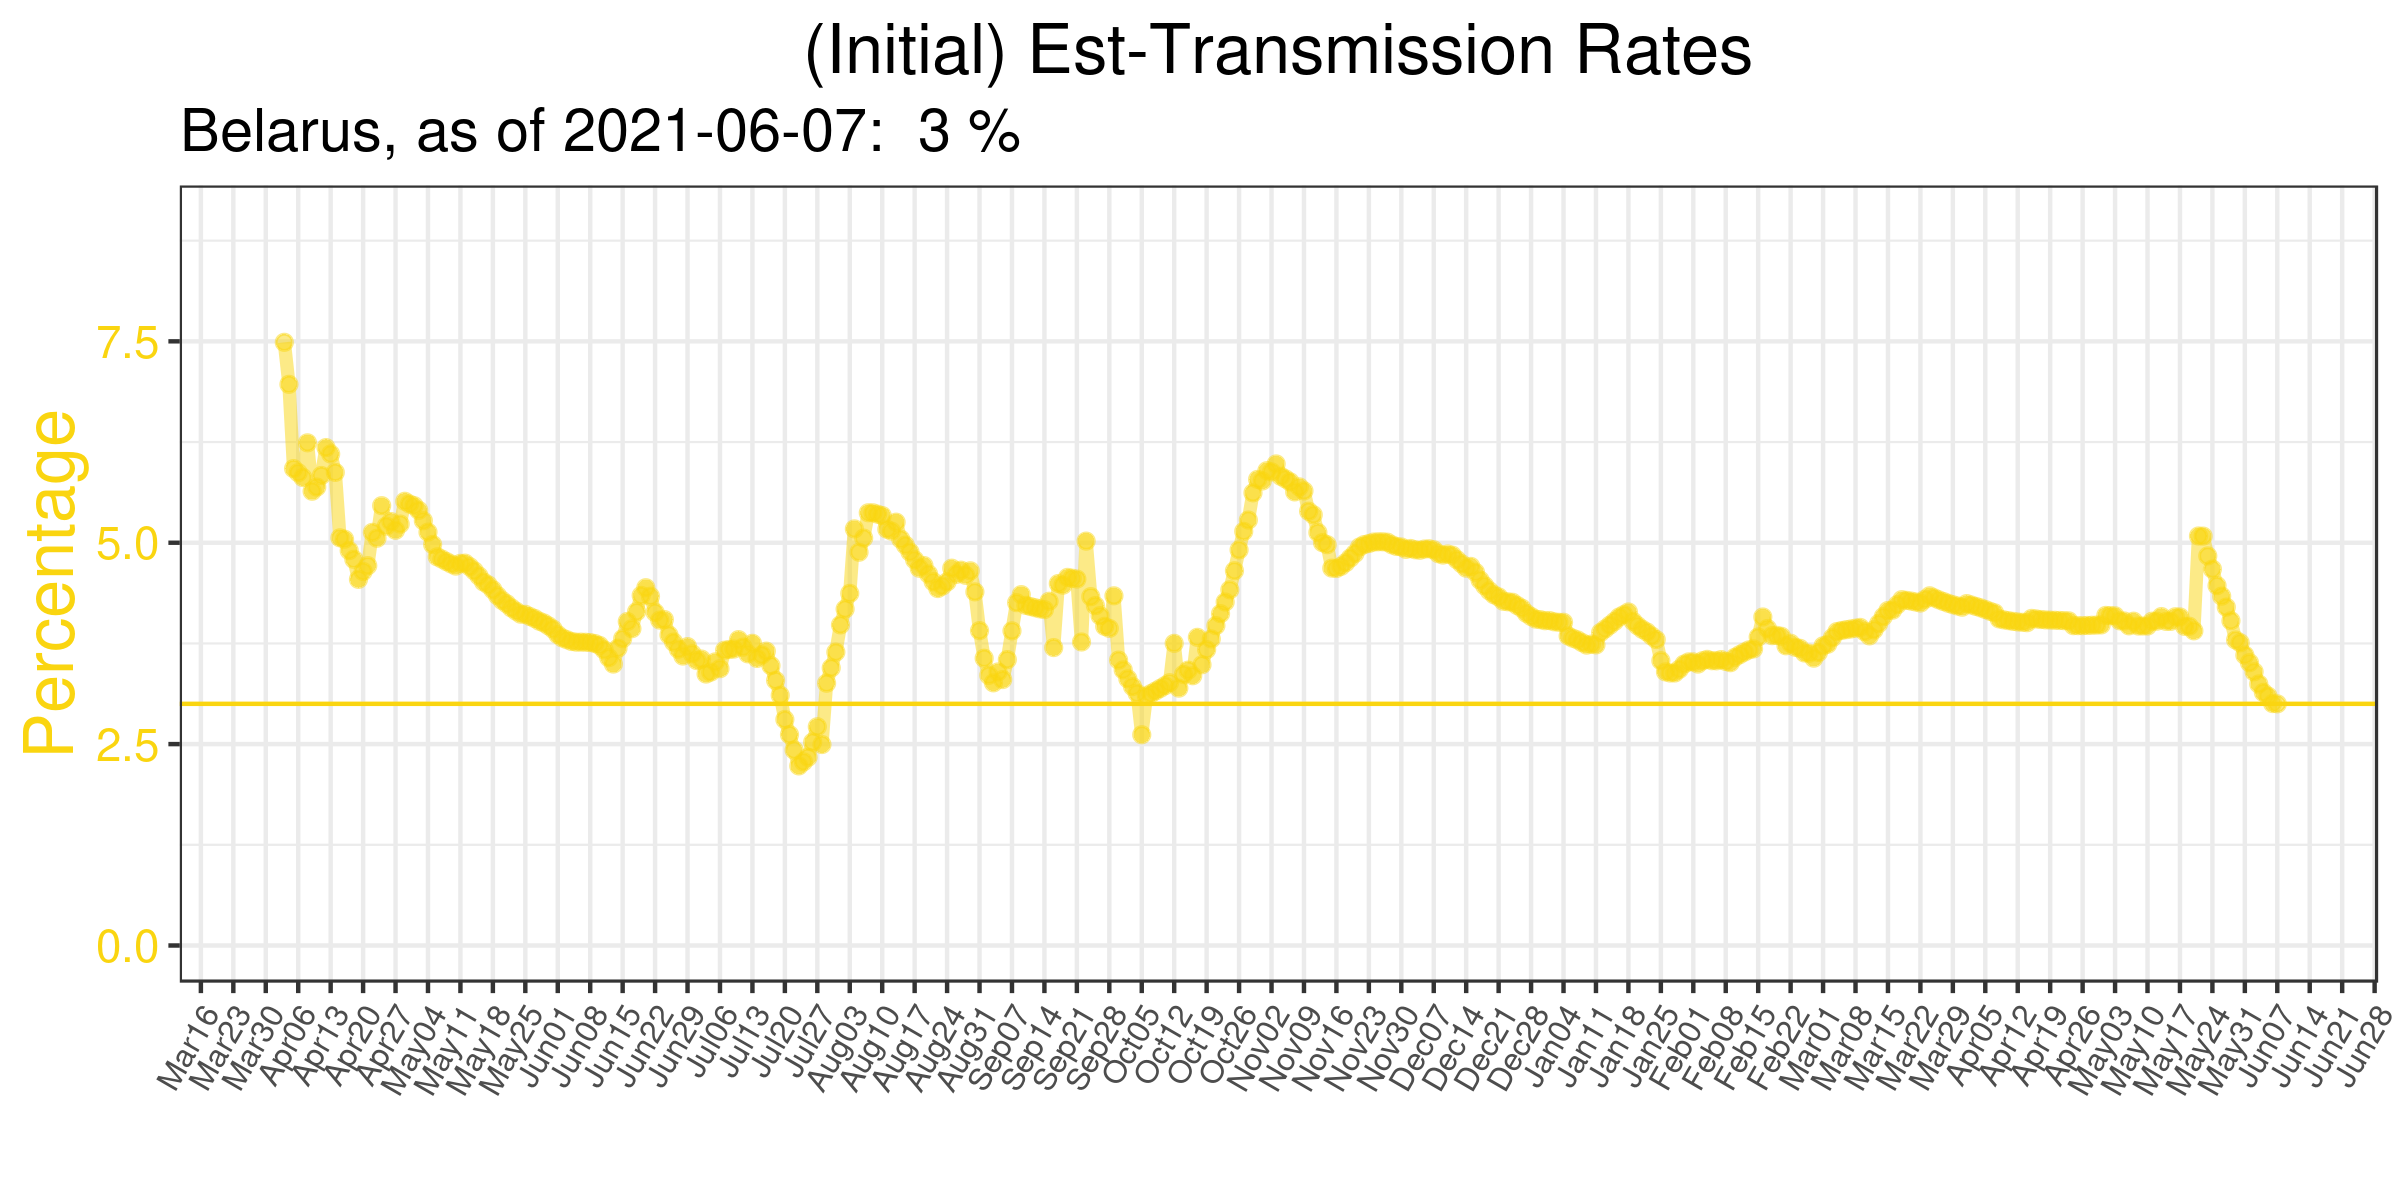 (Initial) Est-Transmission Rates
Belarus, as of 2021-06-07:  3 %
Percentage
7.5
5.0
2.5
0.0
Mar16
Mar23
Mar30
Apr06
Apr13
Apr20
Apr27
May04
May11
May18
May25
Jun01
Jun08
Jun15
Jun22
Jun29
Jul06
Jul13
Jul20
Jul27
Aug03
Aug10
Aug17
Aug24
Aug31
Sep07
Sep14
Sep21
Sep28
Oct05
Oct12
Oct19
Oct26
Nov02
Nov09
Nov16
Nov23
Nov30
Dec07
Dec14
Dec21
Dec28
Jan04
Jan11
Jan18
Jan25
Feb01
Feb08
Feb15
Feb22
Mar01
Mar08
Mar15
Mar22
Mar29
Apr05
Apr12
Apr19
Apr26
May03
May10
May17
May24
May31
Jun07
Jun14
Jun21
Jun28